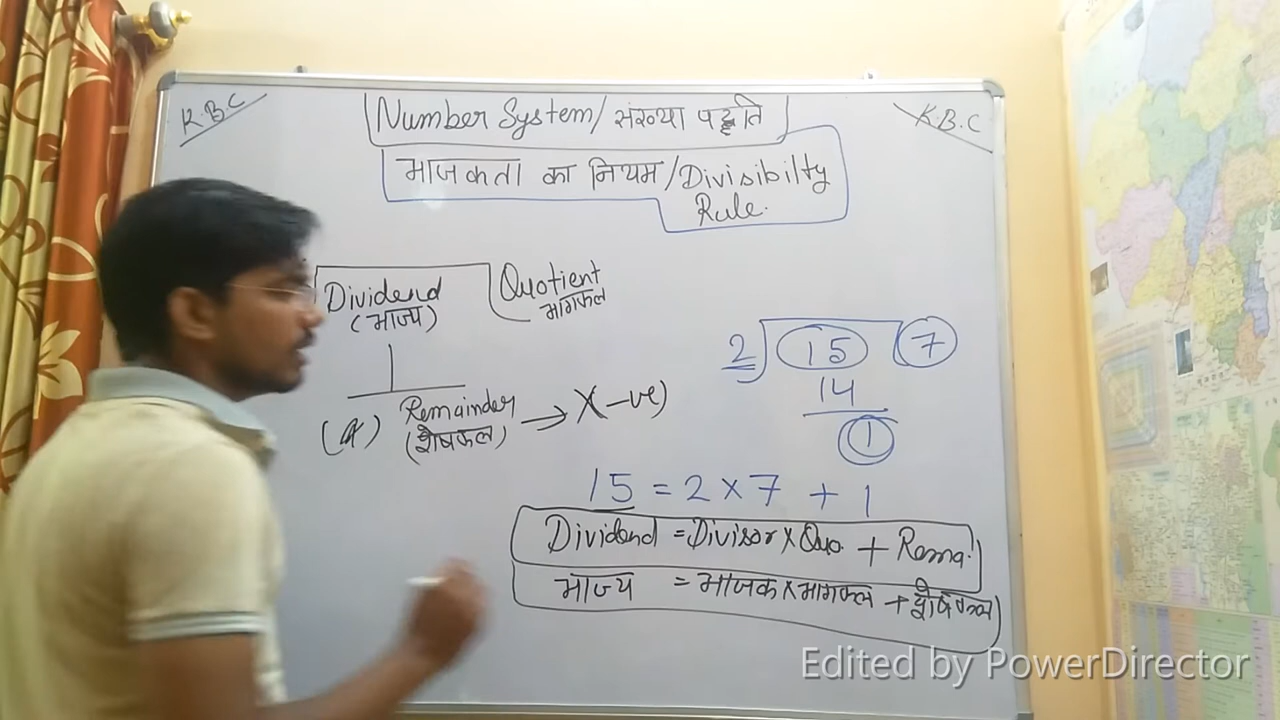 K.B.C
Number System/संख्या पद्धति
K.B.C
भाजकता का नियम/Divisibilty
Rule.
Dividend
(भाज्य)
Quotient
भागफल
Remainder
(शेषफल)
→ X -ve)
2 15 7
14
1
15 = 2 × 7 + 1
Dividend = Divisor × Quo. + Rema.
भाज्य = भाजक × भागफल + शेषफल
Edited by PowerDirector